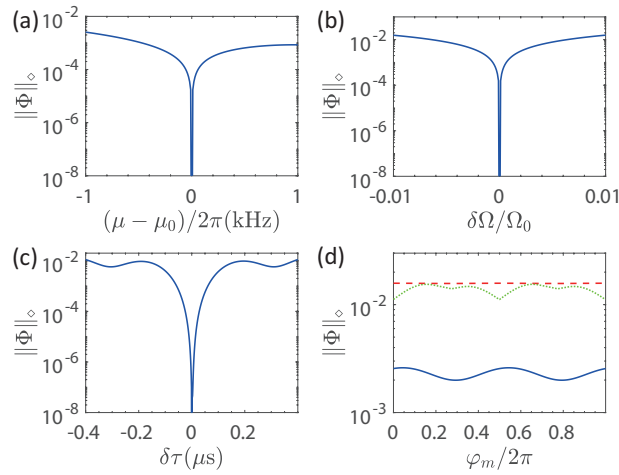 (a)
10⁻²
10⁻⁴
10⁻⁶
10⁻⁸
‖Φ‖⋄
-1 0 1
(μ − μ₀)/2π(kHz)
(b)
10⁰
10⁻²
10⁻⁴
10⁻⁶
10⁻⁸
‖Φ‖⋄
-0.01 0 0.01
δΩ/Ω₀
(c)
10⁻²
10⁻⁴
10⁻⁶
10⁻⁸
‖Φ‖⋄
-0.4 -0.2 0 0.2
δτ(μs)
(d)
10⁻²
10⁻³
‖Φ‖⋄
0 0.2 0.4 0.6 0.8
φₘ/2π